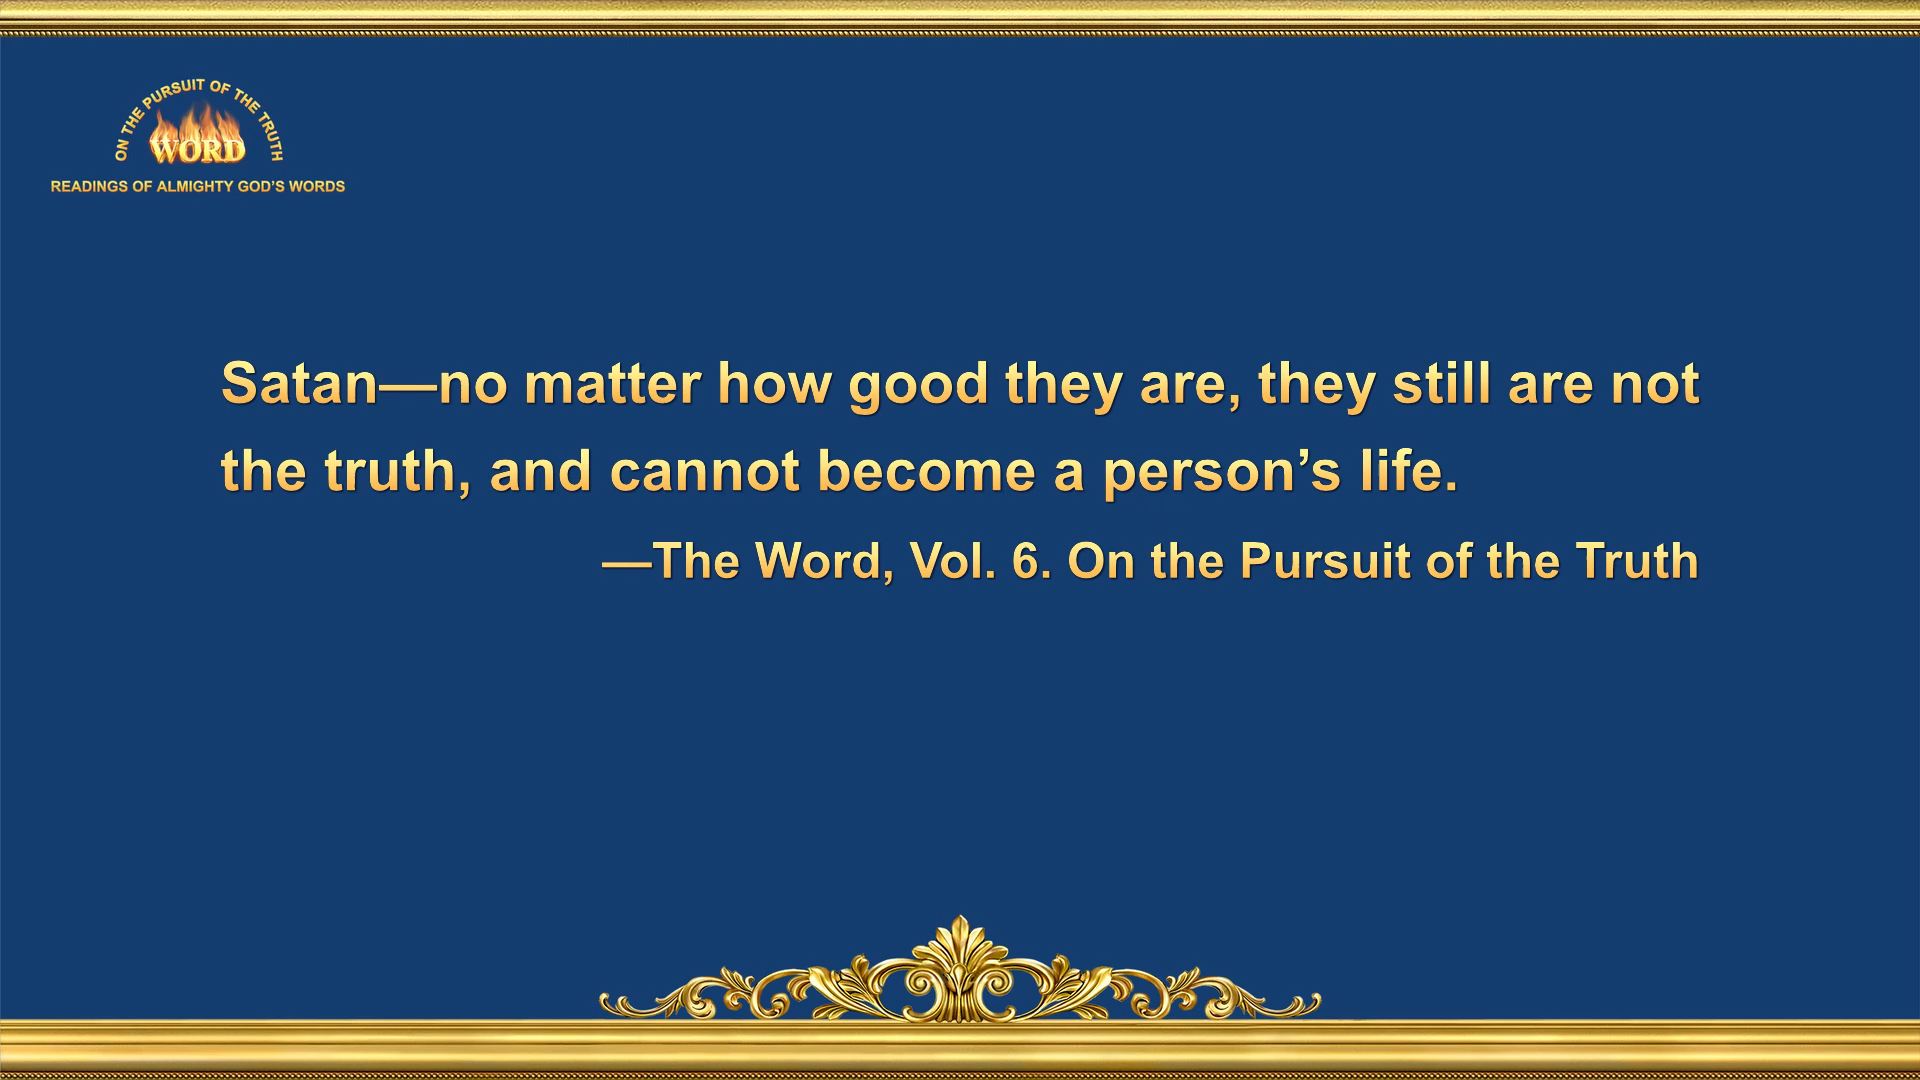 ON THE PURSUIT OF THE TRUTH
WORD
READINGS OF ALMIGHTY GOD’S WORDS
Satan—no matter how good they are, they still are not
the truth, and cannot become a person’s life.
—The Word, Vol. 6. On the Pursuit of the Truth